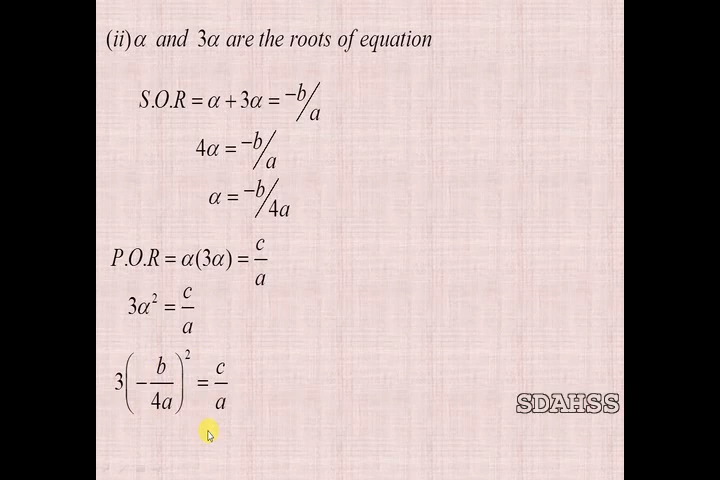 (ii) α and 3α are the roots of equation
S.O.R = α + 3α = −b/a
4α = −b/a
α = −b/4a
P.O.R = α(3α) = c/a
3α² = c/a
3(−b/4a)² = c/a
SDAHSS